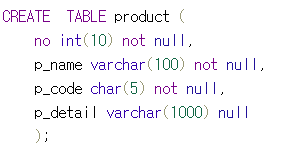 CREATE  TABLE product (
    no int(10) not null,
    p_name varchar(100) not null,
    p_code char(5) not null,
    p_detail varchar(1000) null
    );